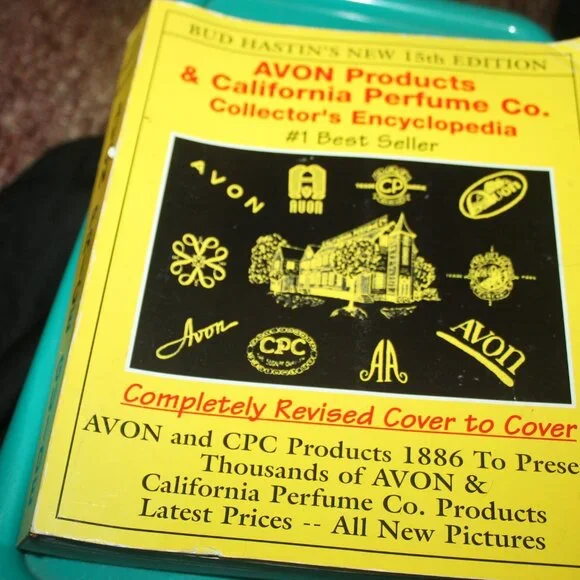 BUD HASTIN'S NEW 15th EDITION
AVON Products
& California Perfume Co.
Collector's Encyclopedia
#1 Best Seller
AVON
AVON
CP
Avon
CPC
AVON
Completely Revised Cover to Cover
AVON and CPC Products 1886 To Prese
Thousands of AVON &
California Perfume Co. Products
Latest Prices -- All New Pictures